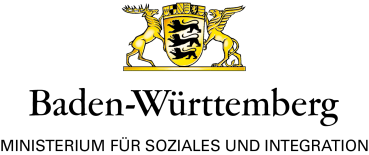 Baden-Württemberg
MINISTERIUM FÜR SOZIALES UND INTEGRATION